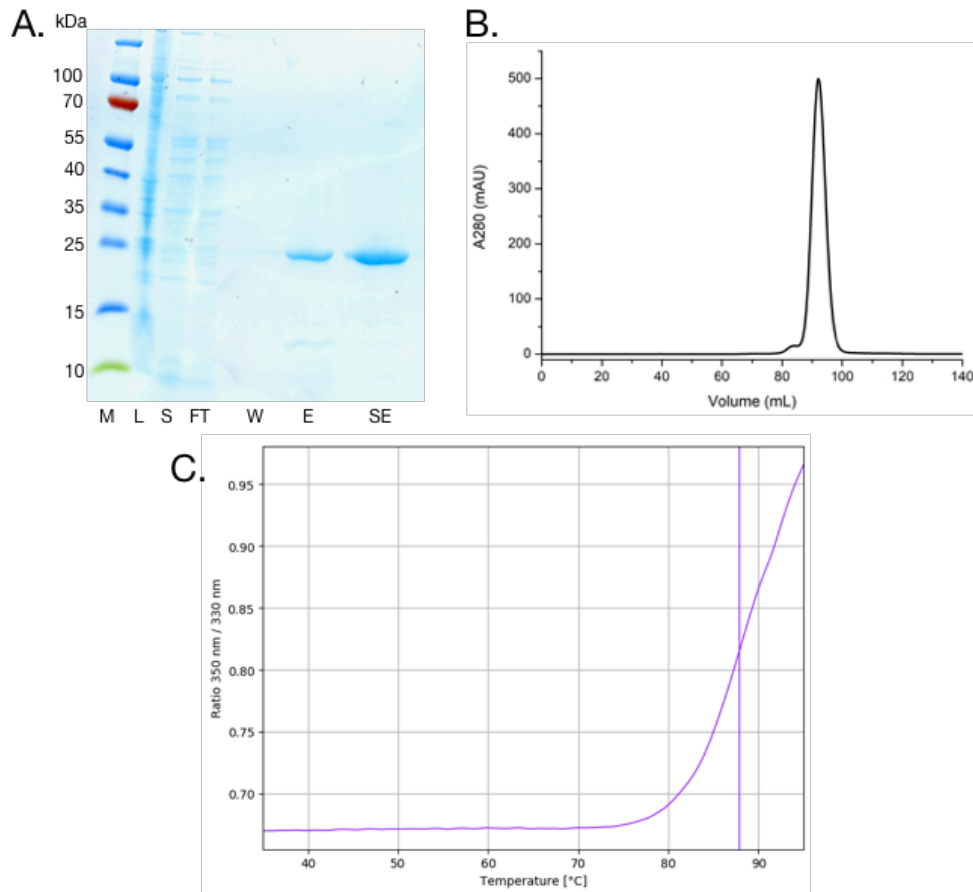 A.
kDa
100
70
55
40
35
25
15
10
M L S FT W E SE
B.
500
400
300
200
100
0
A280 (mAU)
0 20 40 60 80 100 120 140
Volume (mL)
C.
0.95
0.90
0.85
0.80
0.75
0.70
Ratio 350 nm / 330 nm
40 50 60 70 80 90
Temperature [°C]